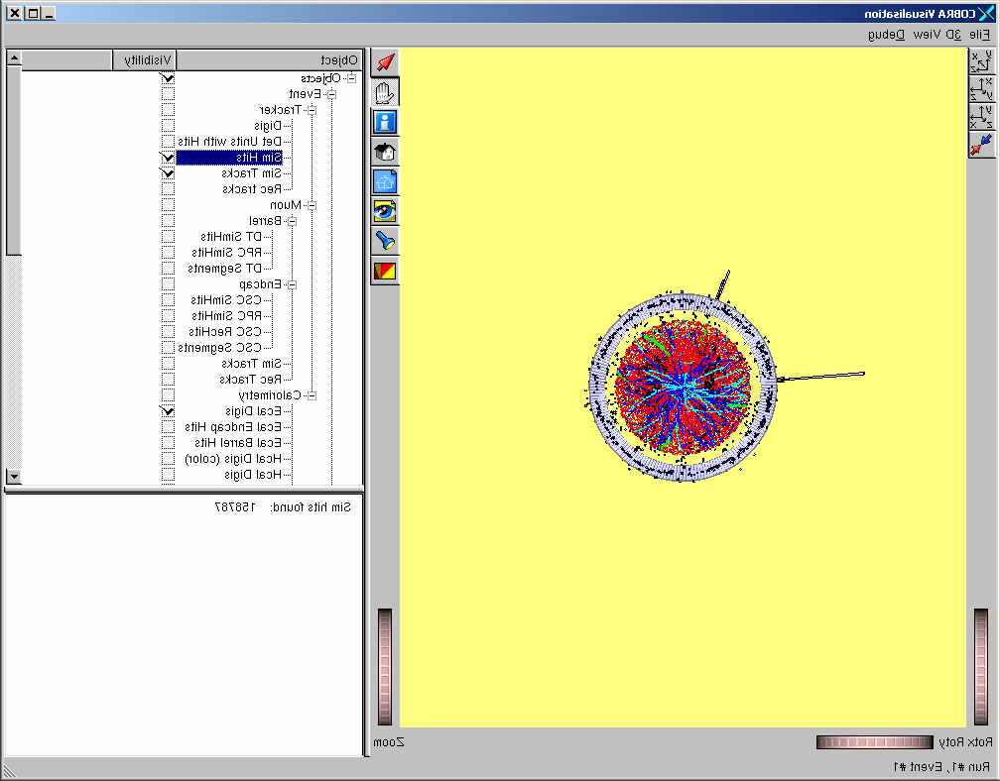 COBRA Visualisation
File 3D View Debug
Object Visibility
Objects
Event
Tracker
Digis
Det Units with Hits
Sim Hits
Sim Tracks
Rec tracks
Muon
Barrel
DT SimHits
RPC SimHits
DT Segments
Endcap
CSC SimHits
RPC SimHits
CSC RecHits
CSC Segments
Sim Tracks
Rec Tracks
Calorimetry
Ecal Digis
Ecal Endcap Hits
Ecal Barrel Hits
Hcal Digis (color)
Hcal Digis
Sim hits found: 158787
Rotx Roty Zoom
Run #1, Event #1